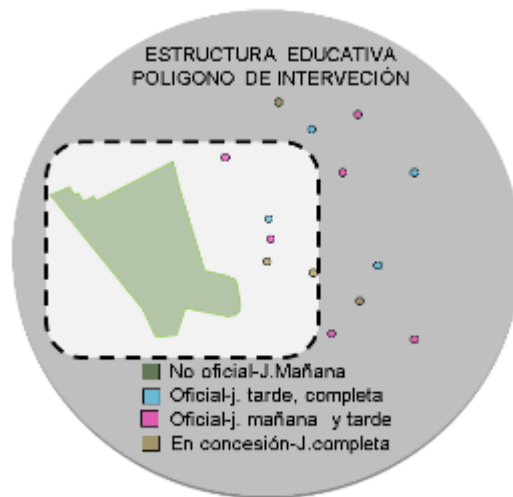 ESTRUCTURA EDUCATIVA
POLIGONO DE INTERVECIÓN
No oficial-J.Mañana
Oficial-j. tarde, completa
Oficial-j. mañana y tarde
En concesión-J.completa